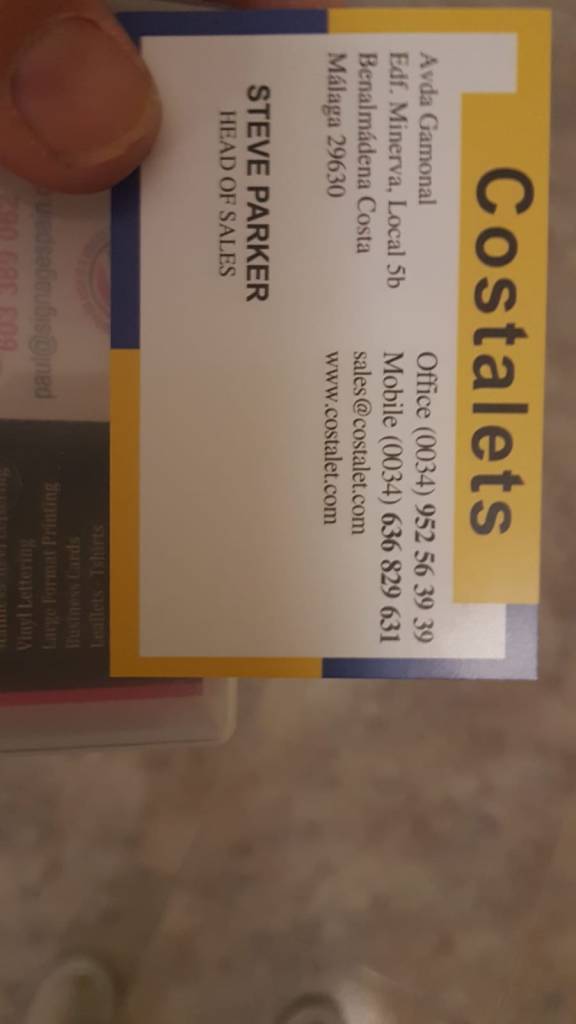 Costalets
Avda Gamonal
Edf. Minerva, Local 5b
Benalmádena Costa
Málaga 29630
Office (0034) 952 56 39 39
Mobile (0034) 636 829 631
sales@costalet.com
www.costalet.com
STEVE PARKER
HEAD OF SALES
Business Cards
Large Format Printing
Vinyl Lettering